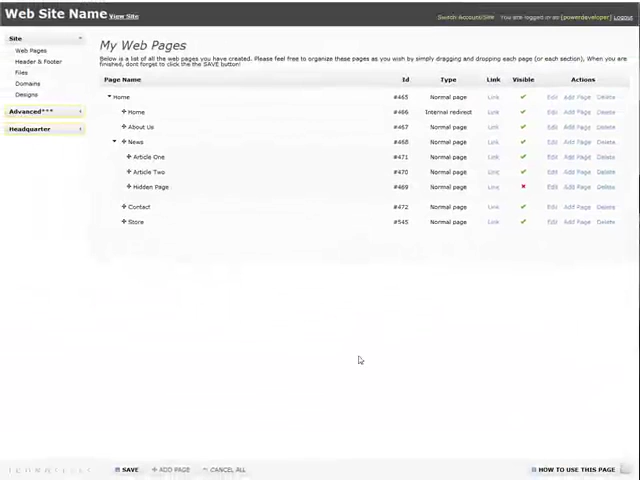 Web Site Name View Site
Switch Account/Site You are logged in as [powerdeveloper] Logout
Site
Web Pages
Header & Footer
Files
Domains
Designs
Advanced***
Headquarter
My Web Pages
Below is a list of all the web pages you have created. Please feel free to organize these pages as you wish by simply dragging and dropping each page (or each section), When you are
finished, dont forget to click the the SAVE button!
Page Name Id Type Link Visible Actions
Home #465 Normal page Link Edit Add Page Delete
Home #466 Internal redirect Link Edit Add Page Delete
About Us #467 Normal page Link Edit Add Page Delete
News #468 Normal page Link Edit Add Page Delete
Article One #471 Normal page Link Edit Add Page Delete
Article Two #470 Normal page Link Edit Add Page Delete
Hidden Page #469 Normal page Link Edit Add Page Delete
Contact #472 Normal page Link Edit Add Page Delete
Store #545 Normal page Link Edit Add Page Delete
SAVE ADD PAGE CANCEL ALL HOW TO USE THIS PAGE